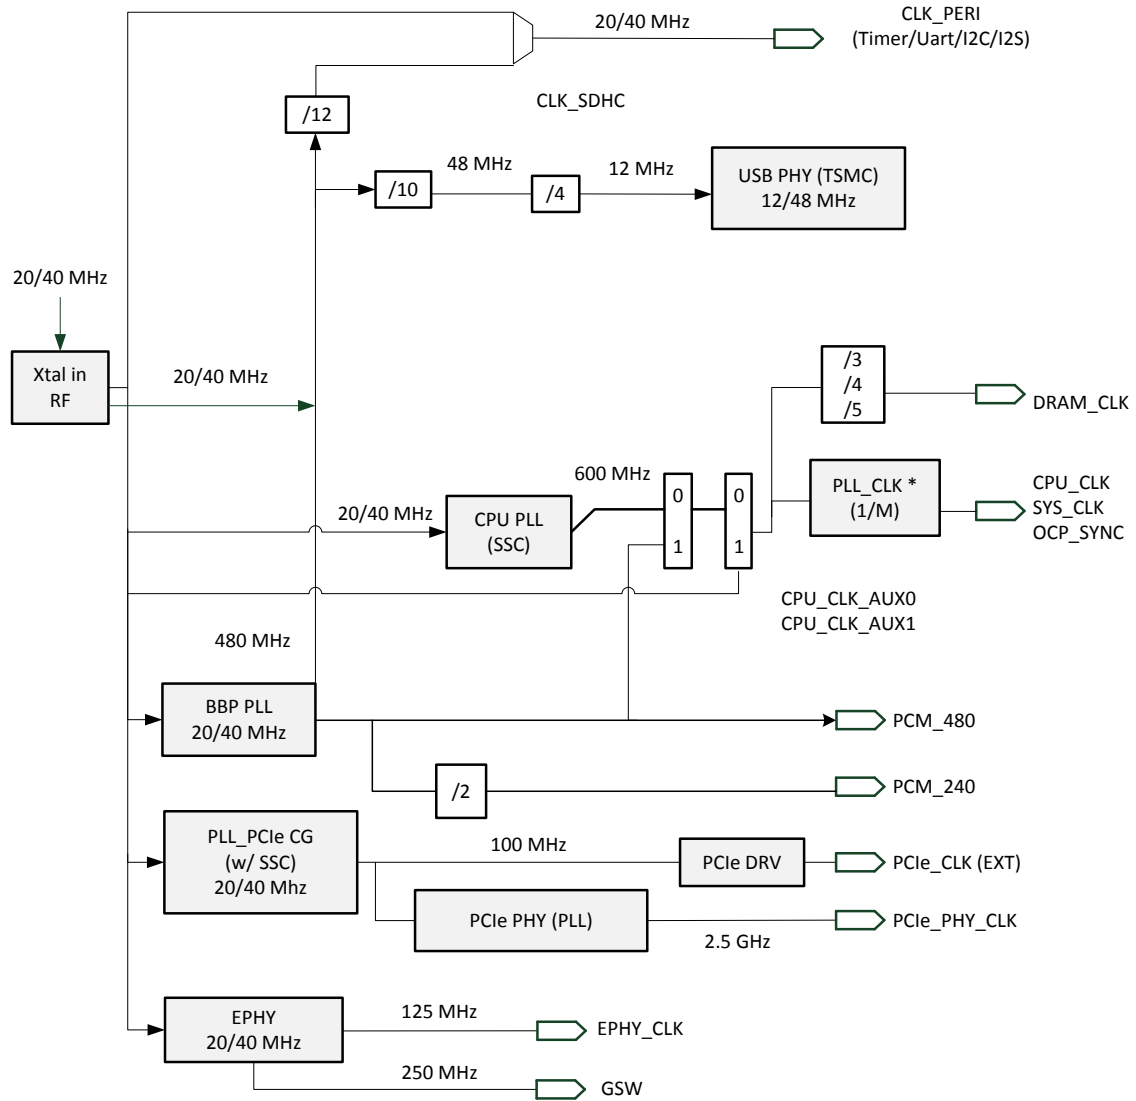 20/40 MHz
CLK_PERI
(Timer/Uart/I2C/I2S)
/12
CLK_SDHC
/10
48 MHz
/4
12 MHz
USB PHY (TSMC)
12/48 MHz
20/40 MHz
Xtal in
RF
20/40 MHz
/3
/4
/5
DRAM_CLK
20/40 MHz
CPU PLL
(SSC)
600 MHz
0
1
0
1
PLL_CLK *
(1/M)
CPU_CLK
SYS_CLK
OCP_SYNC
CPU_CLK_AUX0
CPU_CLK_AUX1
480 MHz
BBP PLL
20/40 MHz
PCM_480
/2
PCM_240
PLL_PCIe CG
(w/ SSC)
20/40 Mhz
100 MHz
PCIe DRV
PCIe_CLK (EXT)
PCIe PHY (PLL)
2.5 GHz
PCIe_PHY_CLK
EPHY
20/40 MHz
125 MHz
EPHY_CLK
250 MHz
GSW